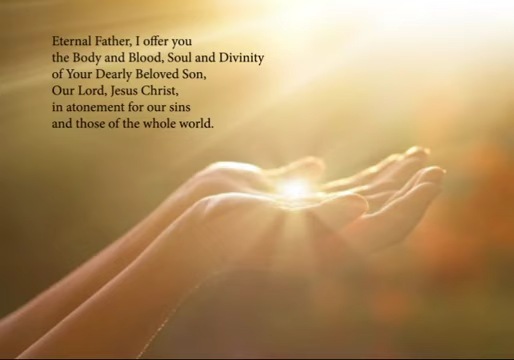 Eternal Father, I offer you
the Body and Blood, Soul and Divinity
of Your Dearly Beloved Son,
Our Lord, Jesus Christ,
in atonement for our sins
and those of the whole world.